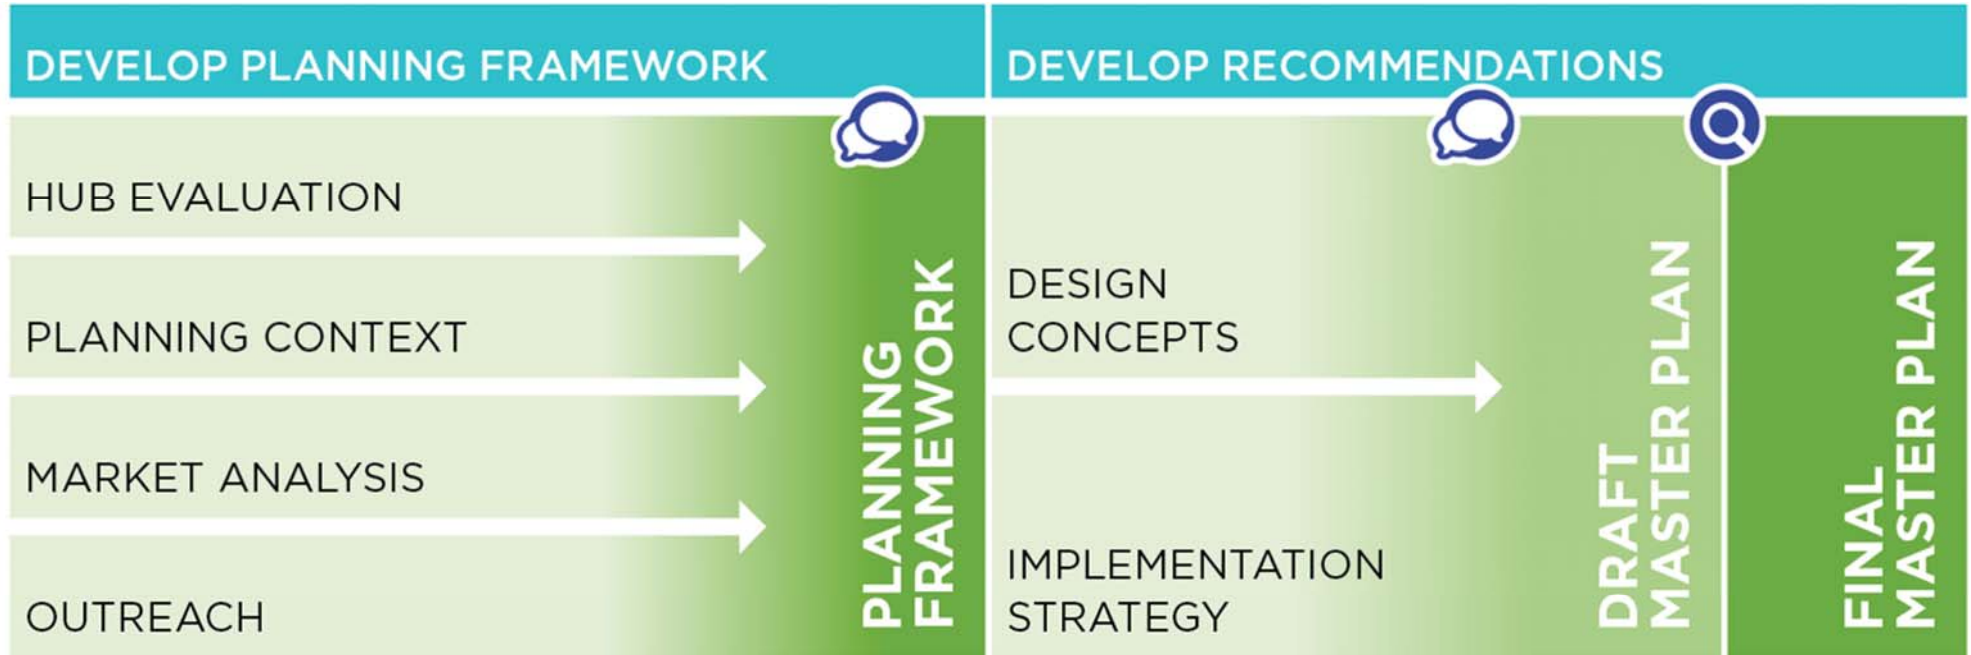 DEVELOP PLANNING FRAMEWORK
HUB EVALUATION
PLANNING CONTEXT
MARKET ANALYSIS
OUTREACH
PLANNING
FRAMEWORK
DEVELOP RECOMMENDATIONS
DESIGN
CONCEPTS
IMPLEMENTATION
STRATEGY
DRAFT
MASTER PLAN
FINAL
MASTER PLAN